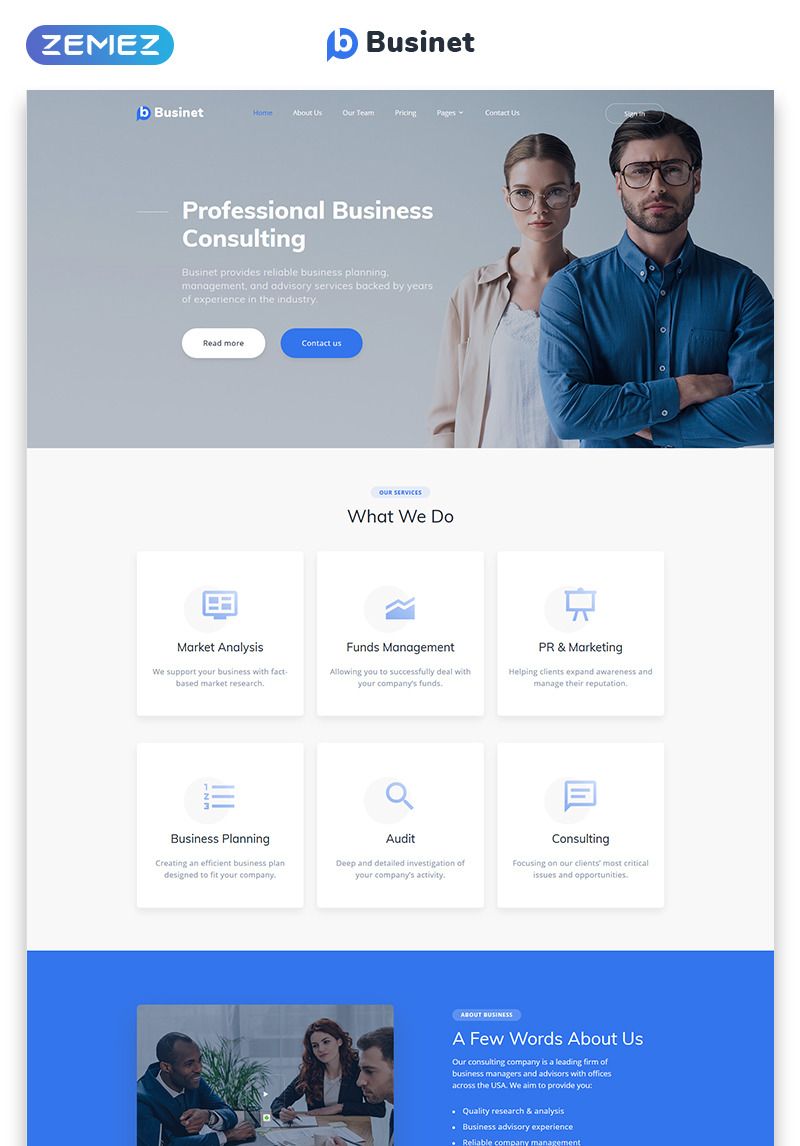 ZEMEZ
Businet
Businet
Home
About Us
Our Team
Pricing
Pages
Contact Us
Sign In
Professional Business
Consulting
Businet provides reliable business planning,
management, and advisory services backed by years
of experience in the industry.
Read more
Contact us
OUR SERVICES
What We Do
Market Analysis
We support your business with fact-
based market research.
Funds Management
Allowing you to successfully deal with
your company's funds.
PR & Marketing
Helping clients expand awareness and
manage their reputation.
1
2
3
Business Planning
Creating an efficient business plan
designed to fit your company.
Audit
Deep and detailed investigation of
your company's activity.
Consulting
Focusing on our clients' most critical
issues and opportunities.
ABOUT BUSINESS
A Few Words About Us
Our consulting company is a leading firm of
business managers and advisors with offices
across the USA. We aim to provide you:
• Quality research & analysis
• Business advisory experience
• Reliable company management